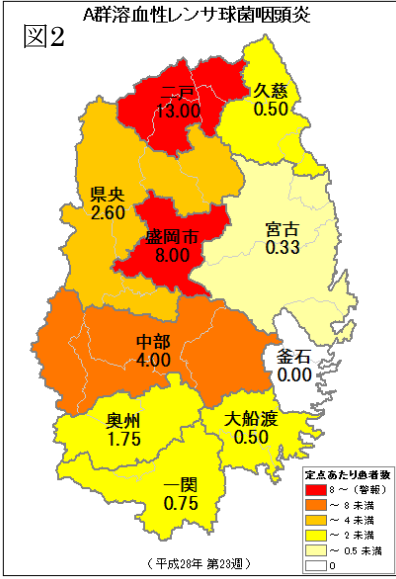 A群溶血性レンサ球菌咽頭炎
図2
二戸
13.00
久慈
0.50
県央
2.60
盛岡市
8.00
宮古
0.33
中部
4.00
釜石
0.00
奥州
1.75
大船渡
0.50
一関
0.75
定点あたり患者数
8 ~ (警報)
~ 8 未満
~ 4 未満
~ 2 未満
~ 0.5 未満
0
(平成28年 第23週)